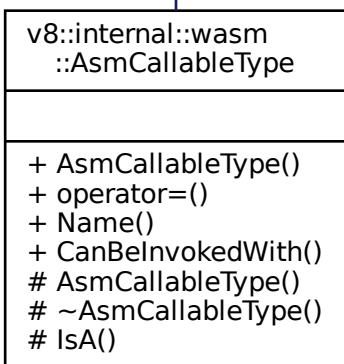 v8::internal::wasm
::AsmCallableType
+ AsmCallableType()
+ operator=()
+ Name()
+ CanBeInvokedWith()
# AsmCallableType()
# ~AsmCallableType()
# IsA()